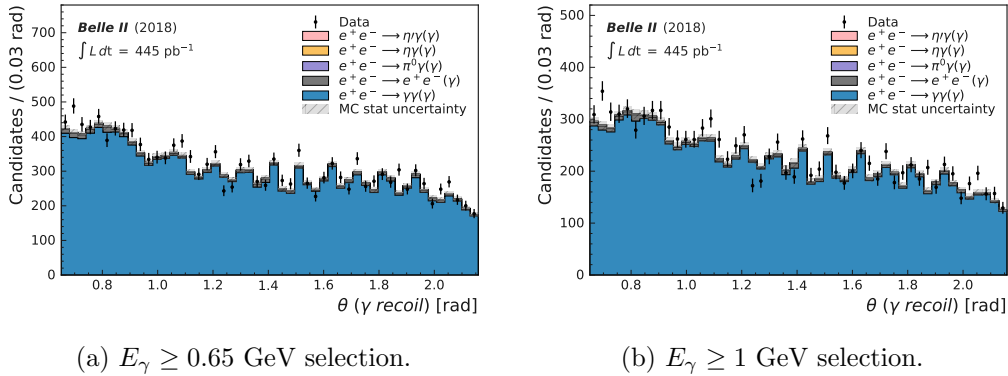 Belle II (2018)
∫L dt = 445 pb⁻¹
Data
e⁺e⁻→η′γ(γ)
e⁺e⁻→ηγ(γ)
e⁺e⁻→π⁰γ(γ)
e⁺e⁻→e⁺e⁻(γ)
e⁺e⁻→γγ(γ)
MC stat uncertainty
Candidates / (0.03 rad)
700
600
500
400
300
200
100
0
0.8 1.0 1.2 1.4 1.6 1.8 2.0
θ (γ recoil) [rad]
(a) Eγ ≥ 0.65 GeV selection.
Belle II (2018)
∫L dt = 445 pb⁻¹
Data
e⁺e⁻→η′γ(γ)
e⁺e⁻→ηγ(γ)
e⁺e⁻→π⁰γ(γ)
e⁺e⁻→e⁺e⁻(γ)
e⁺e⁻→γγ(γ)
MC stat uncertainty
Candidates / (0.03 rad)
500
400
300
200
100
0
0.8 1.0 1.2 1.4 1.6 1.8 2.0
θ (γ recoil) [rad]
(b) Eγ ≥ 1 GeV selection.